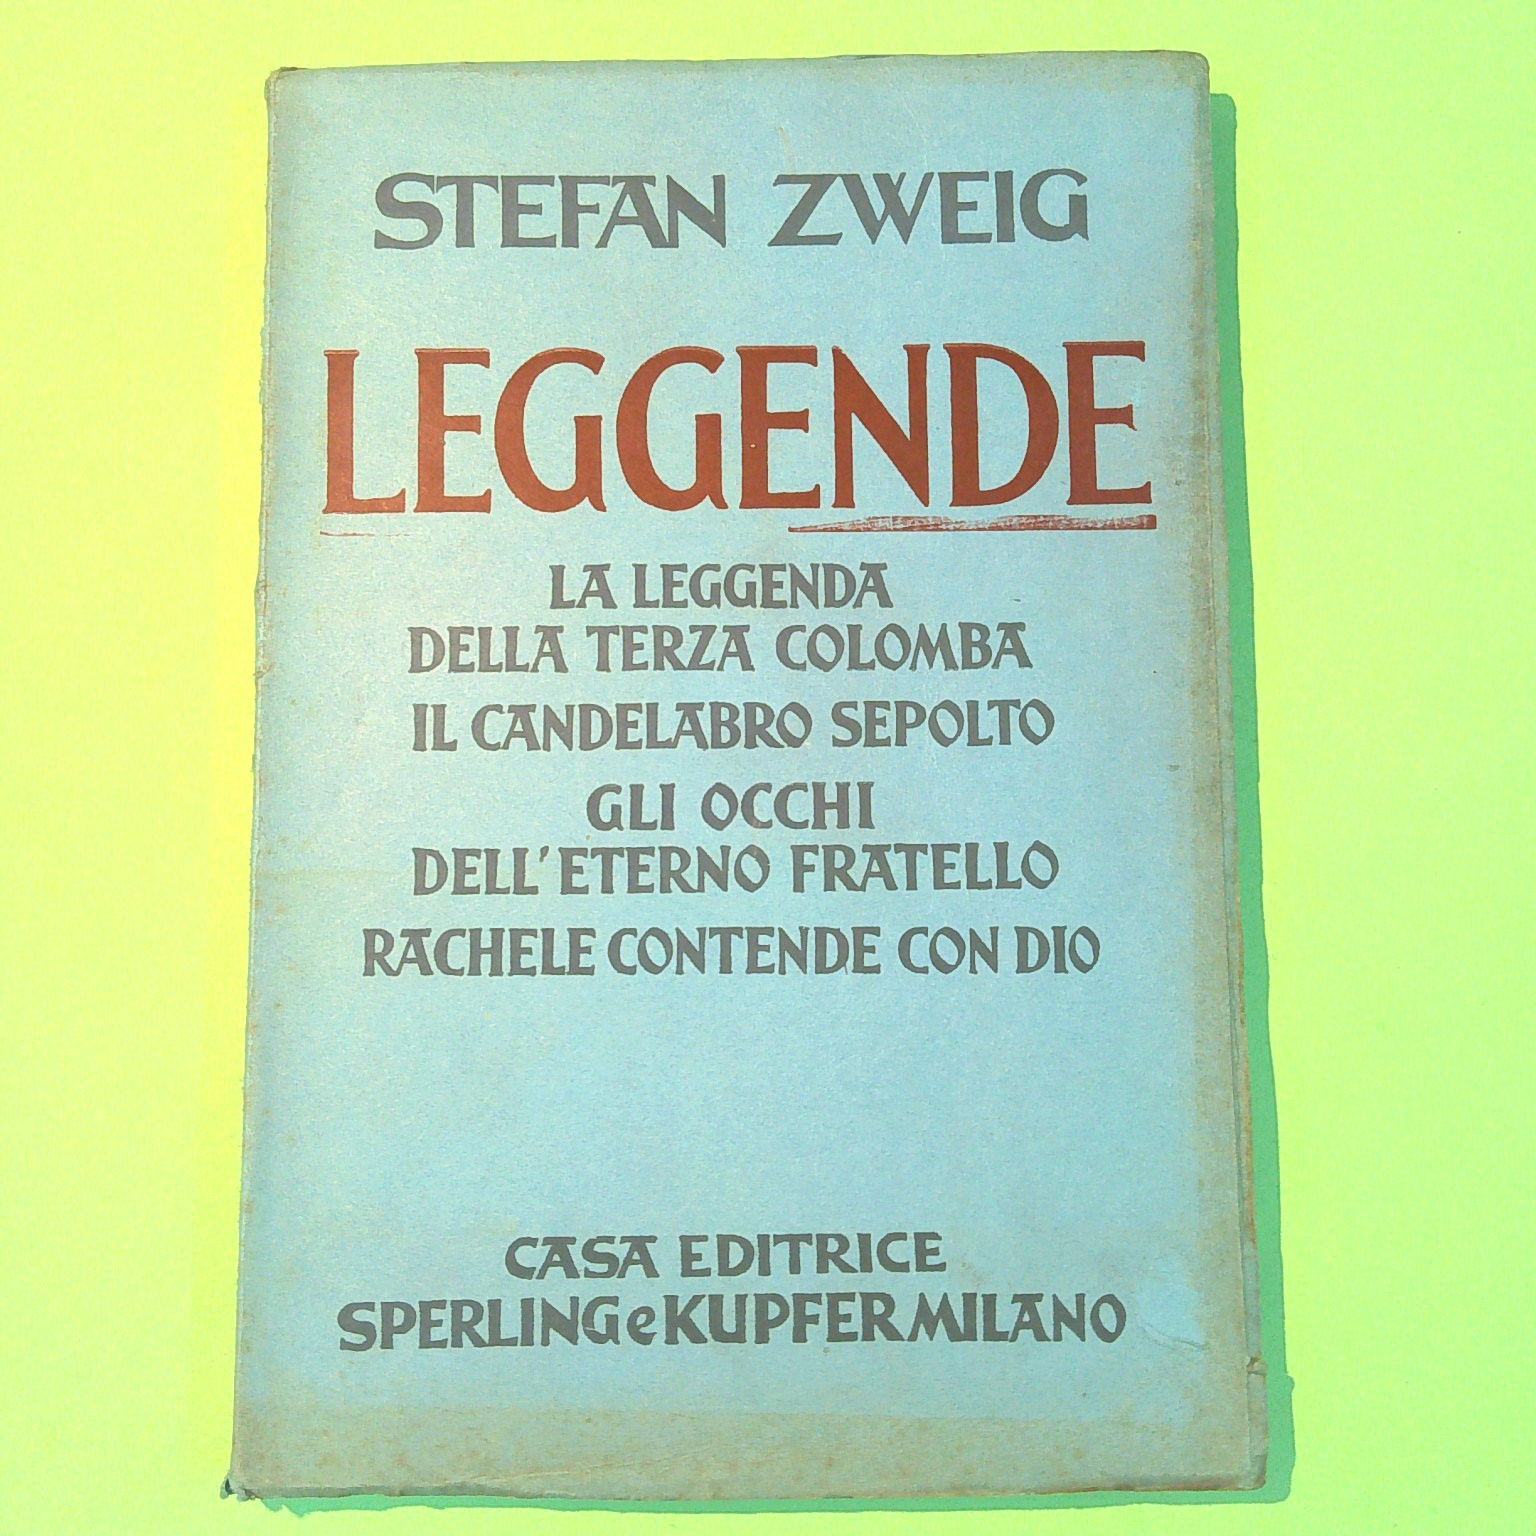 STEFAN ZWEIG
LEGGENDE
LA LEGGENDA
DELLA TERZA COLOMBA
IL CANDELABRO SEPOLTO
GLI OCCHI
DELL'ETERNO FRATELLO
RACHELE CONTENDE CON DIO
CASA EDITRICE
SPERLING e KUPFER MILANO